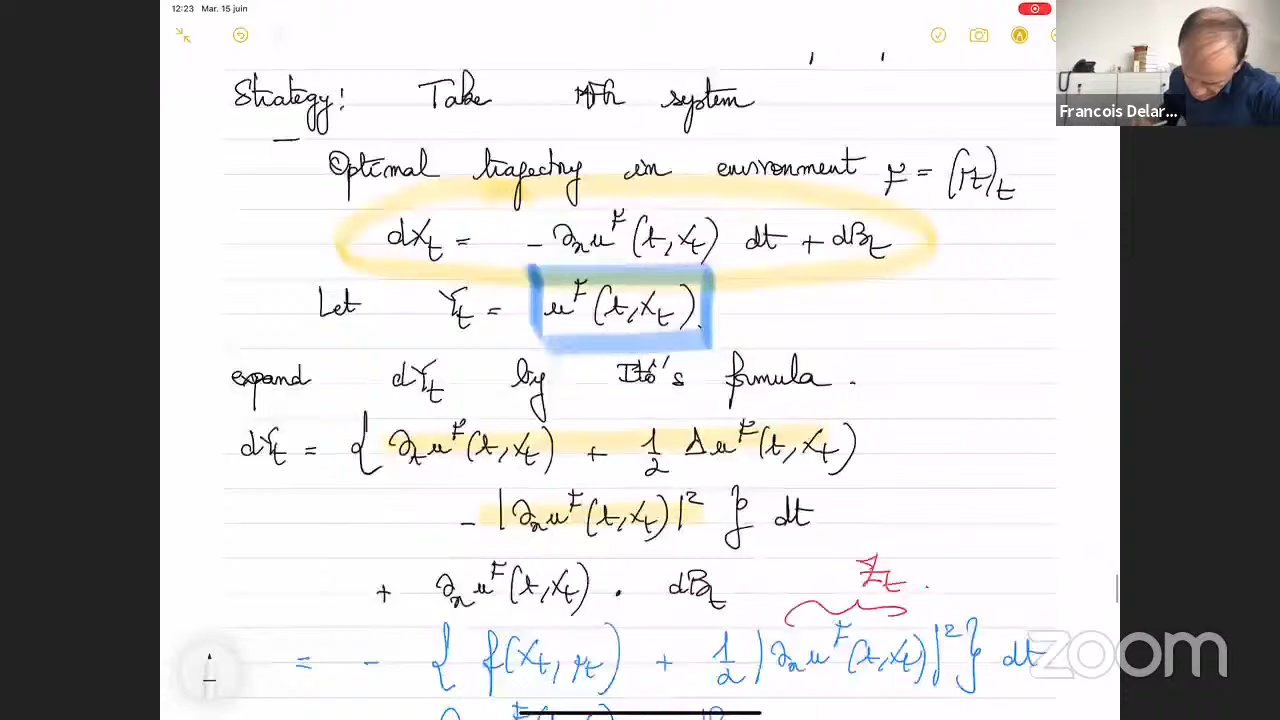 12:23 Mar. 15 juin
Strategy: Take MFG system
Optimal trajectory in environment μ = (μt)t
dXt = - ∂x u^μ (t, Xt) dt + dBt
Let Yt = u^μ (t, Xt).
expand dYt by Itô's formula.
dYt = { ∂t u^μ (t, Xt) + 1/2 Δu^μ (t, Xt)
- |∂x u^μ (t, Xt)|² } dt
+ ∂x u^μ (t, Xt) . dBt
Zt.
= - { f(Xt, μt) + 1/2 |∂x u^μ (t, Xt)|² } dt
Francois Delar...
zoom